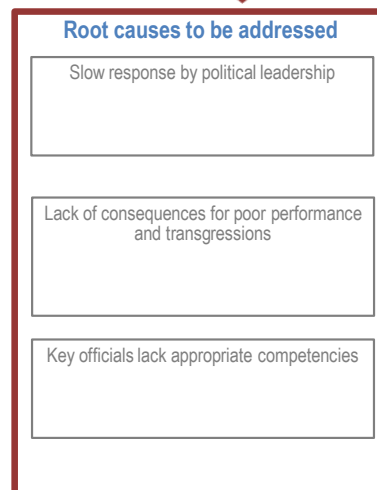 Root causes to be addressed
Slow response by political leadership
Lack of consequences for poor performance
and transgressions
Key officials lack appropriate competencies